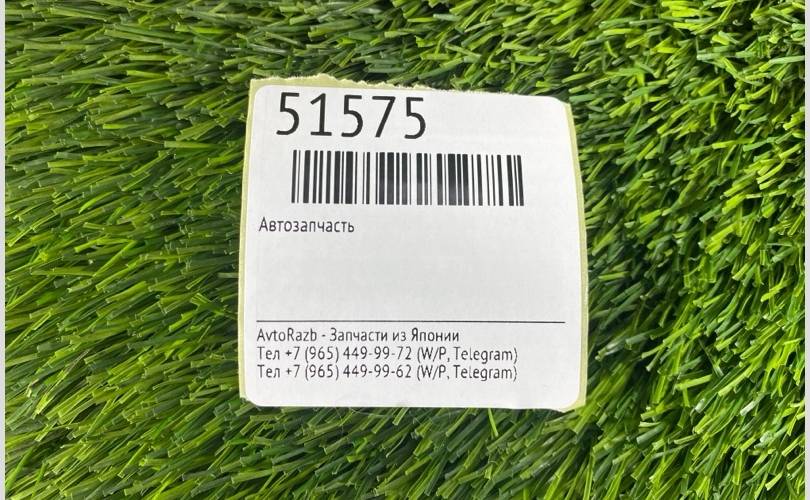 51575
Автозапчасть
AvtoRazb - Запчасти из Японии
Тел +7 (965) 449-99-72 (W/P, Telegram)
Тел +7 (965) 449-99-62 (W/P, Telegram)